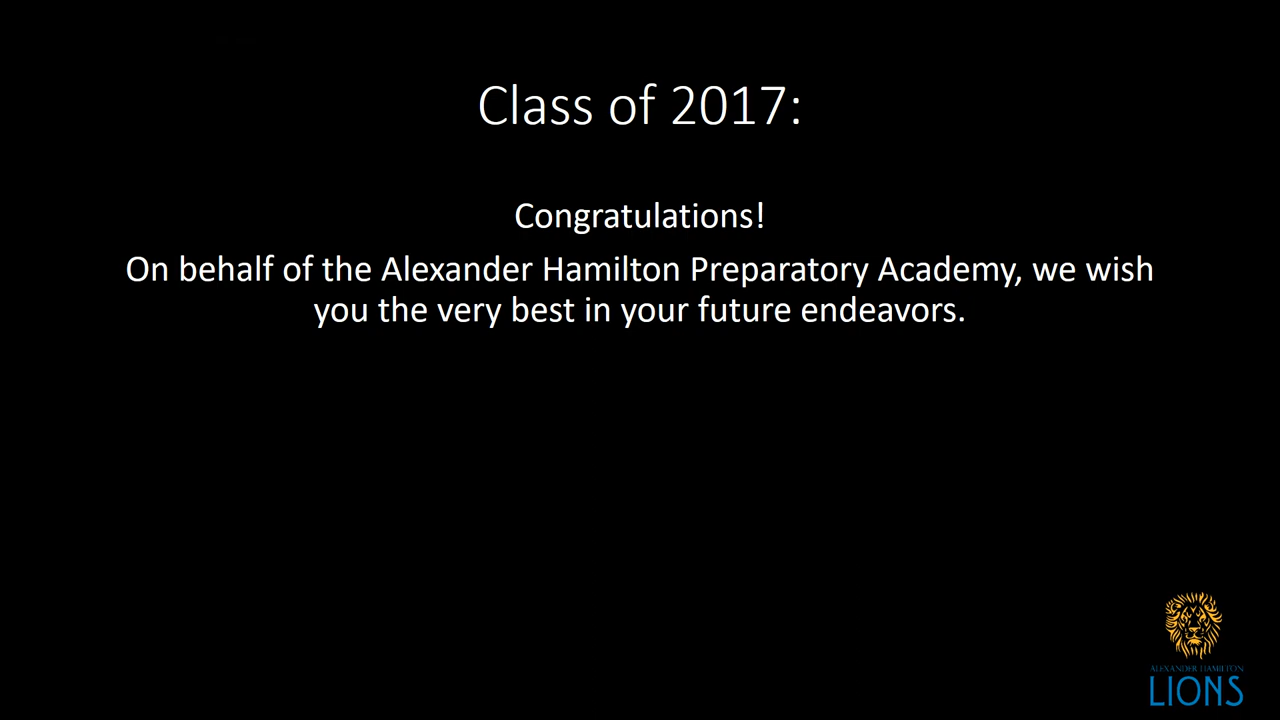 Class of 2017:
Congratulations!
On behalf of the Alexander Hamilton Preparatory Academy, we wish
you the very best in your future endeavors.
ALEXANDER HAMILTON
LIONS